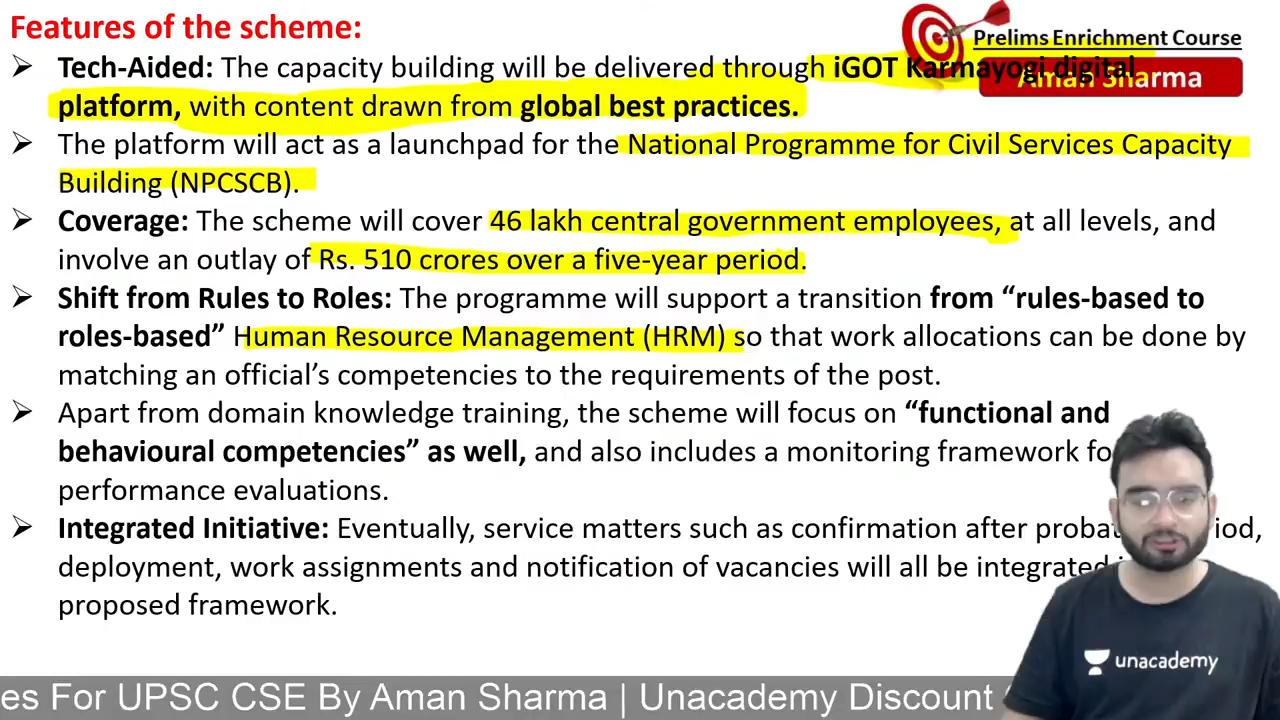 Features of the scheme:
Prelims Enrichment Course
Aman Sharma
➢ Tech-Aided: The capacity building will be delivered through iGOT Karmayogi digital
platform, with content drawn from global best practices.
➢ The platform will act as a launchpad for the National Programme for Civil Services Capacity
Building (NPCSCB).
➢ Coverage: The scheme will cover 46 lakh central government employees, at all levels, and
involve an outlay of Rs. 510 crores over a five-year period.
➢ Shift from Rules to Roles: The programme will support a transition from “rules-based to
roles-based” Human Resource Management (HRM) so that work allocations can be done by
matching an official’s competencies to the requirements of the post.
➢ Apart from domain knowledge training, the scheme will focus on “functional and
behavioural competencies” as well, and also includes a monitoring framework
performance evaluations.
➢ Integrated Initiative: Eventually, service matters such as confirmation after
deployment, work assignments and notification of vacancies will all be integrated
proposed framework.
unacademy
es For UPSC CSE By Aman Sharma | Unacademy Discount